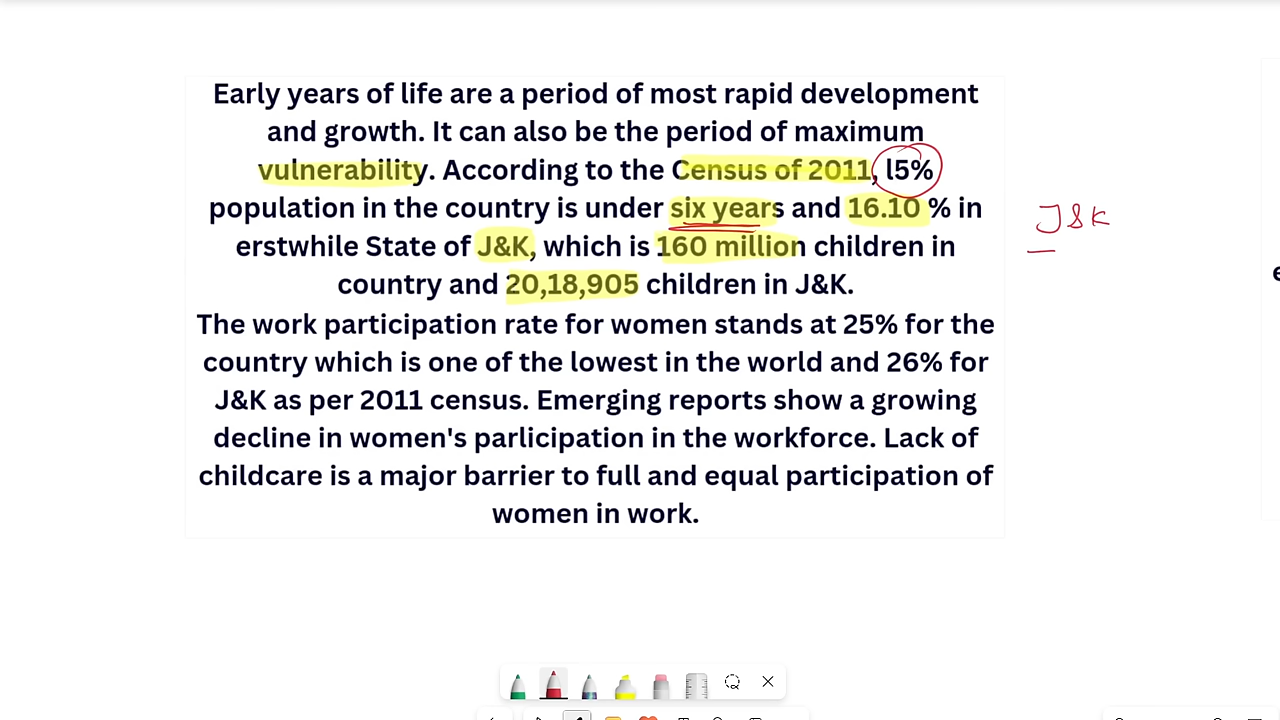 Early years of life are a period of most rapid development
and growth. It can also be the period of maximum
vulnerability. According to the Census of 2011, l5%
population in the country is under six years and 16.10 % in
erstwhile State of J&K, which is 160 million children in
country and 20,18,905 children in J&K.
The work participation rate for women stands at 25% for the
country which is one of the lowest in the world and 26% for
J&K as per 2011 census. Emerging reports show a growing
decline in women's parlicipation in the workforce. Lack of
childcare is a major barrier to full and equal participation of
women in work.
J&K